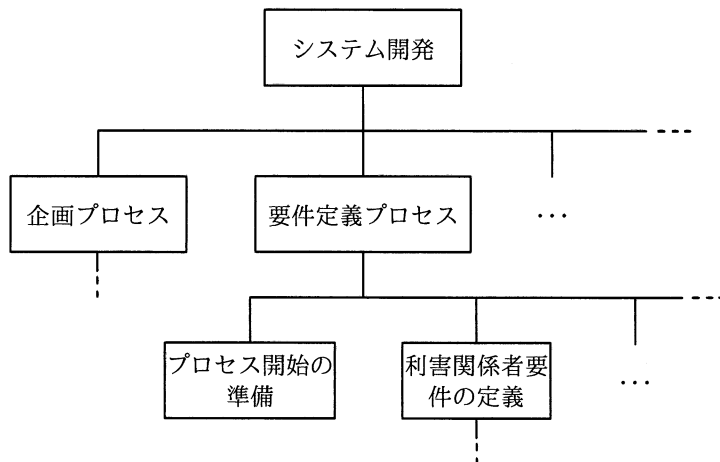 システム開発
企画プロセス
要件定義プロセス
…
プロセス開始の
準備
利害関係者要
件の定義
…